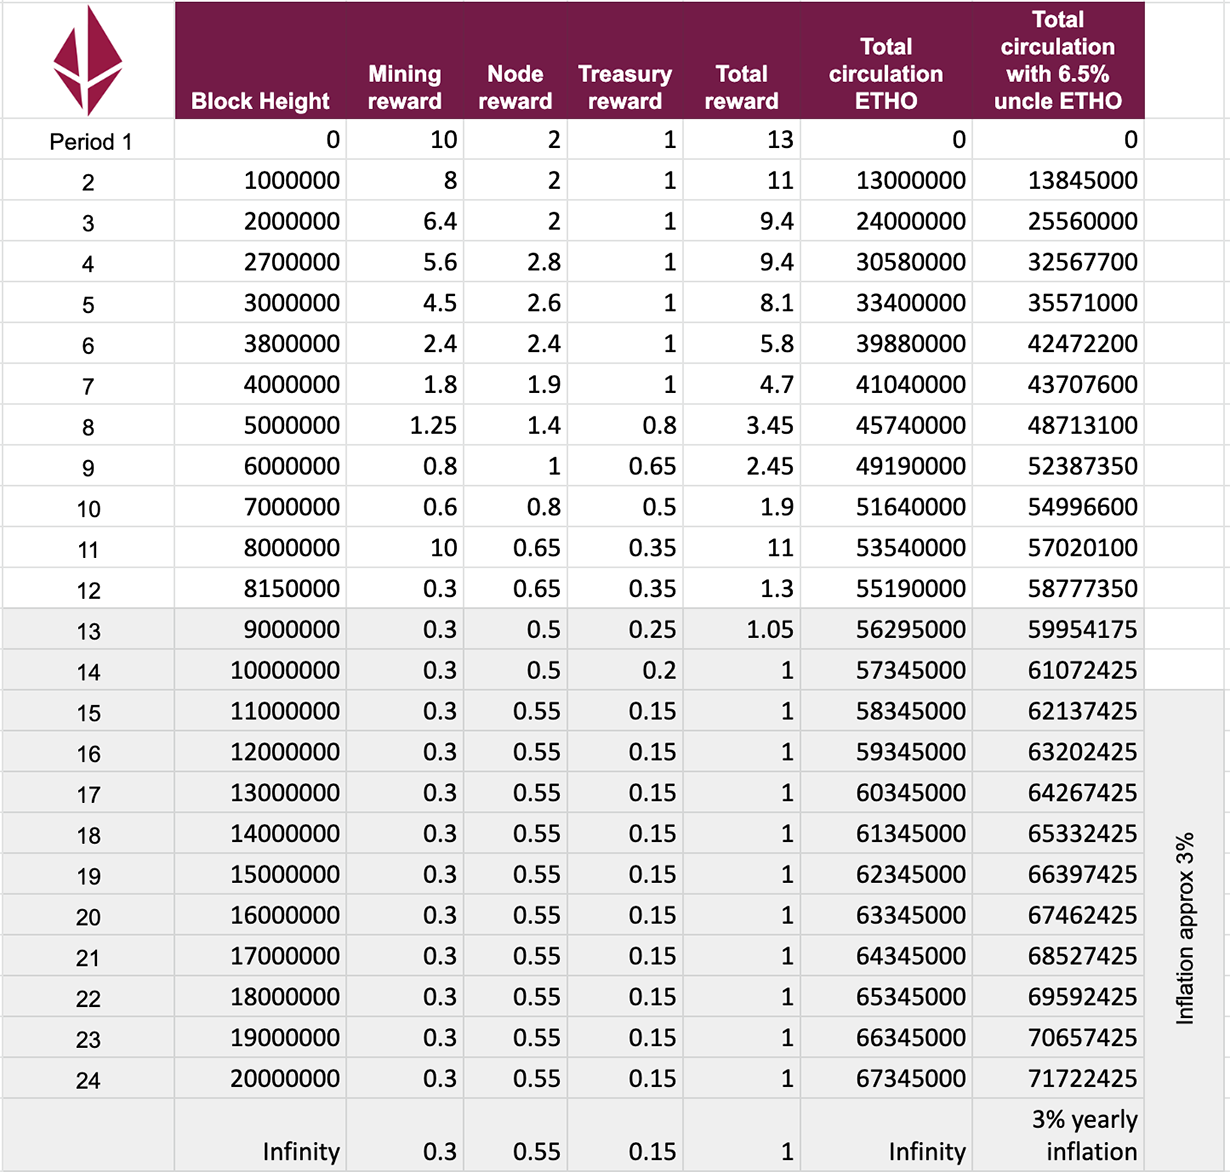 Block Height Mining reward Node reward Treasury reward Total reward Total circulation ETHO Total circulation with 6.5% uncle ETHO
Period 1 0 10 2 1 13 0 0
2 1000000 8 2 1 11 13000000 13845000
3 2000000 6.4 2 1 9.4 24000000 25560000
4 2700000 5.6 2.8 1 9.4 30580000 32567700
5 3000000 4.5 2.6 1 8.1 33400000 35571000
6 3800000 2.4 2.4 1 5.8 39880000 42472200
7 4000000 1.8 1.9 1 4.7 41040000 43707600
8 5000000 1.25 1.4 0.8 3.45 45740000 48713100
9 6000000 0.8 1 0.65 2.45 49190000 52387350
10 7000000 0.6 0.8 0.5 1.9 51640000 54996600
11 8000000 10 0.65 0.35 11 53540000 57020100
12 8150000 0.3 0.65 0.35 1.3 55190000 58777350
13 9000000 0.3 0.5 0.25 1.05 56295000 59954175
14 10000000 0.3 0.5 0.2 1 57345000 61072425
15 11000000 0.3 0.55 0.15 1 58345000 62137425
16 12000000 0.3 0.55 0.15 1 59345000 63202425
17 13000000 0.3 0.55 0.15 1 60345000 64267425
18 14000000 0.3 0.55 0.15 1 61345000 65332425
19 15000000 0.3 0.55 0.15 1 62345000 66397425
20 16000000 0.3 0.55 0.15 1 63345000 67462425
21 17000000 0.3 0.55 0.15 1 64345000 68527425
22 18000000 0.3 0.55 0.15 1 65345000 69592425
23 19000000 0.3 0.55 0.15 1 66345000 70657425
24 20000000 0.3 0.55 0.15 1 67345000 71722425
Infinity 0.3 0.55 0.15 1 Infinity 3% yearly inflation
Inflation approx 3%